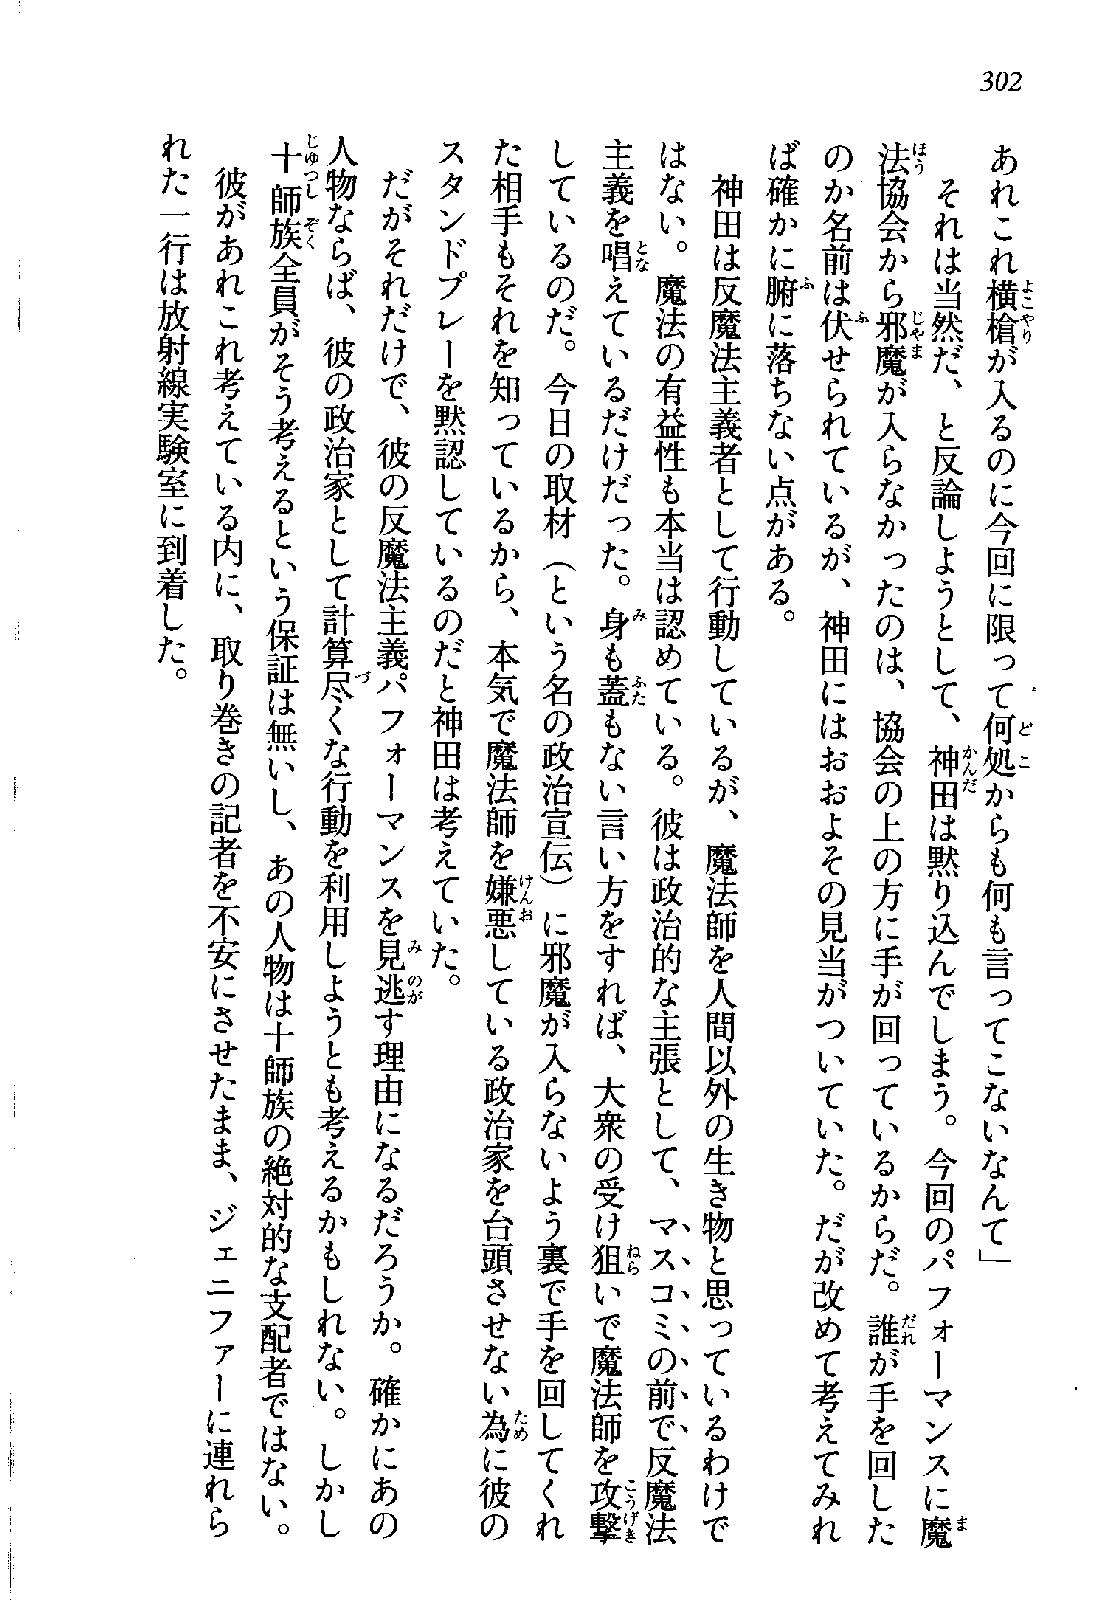 302
あれこれ横槍が入るのに今回に限って何処からも何も言ってこないなんて」
それは当然だ、と反論しようとして、神田は黙り込んでしまう。今回のパフォーマンスに魔
法協会から邪魔が入らなかったのは、協会の上の方に手が回っているからだ。誰が手を回した
のか名前は伏せられているが、神田にはおおよその見当がついていた。だが改めて考えてみれ
ば確かに腑に落ちない点がある。
神田は反魔法主義者として行動しているが、魔法師を人間以外の生き物と思っているわけで
はない。魔法の有益性も本当は認めている。彼は政治的な主張として、マスコミの前で反魔法
主義を唱えているだけだった。身も蓋もない言い方をすれば、大衆の受け狙いで魔法師を攻撃
しているのだ。今日の取材（という名の政治宣伝）に邪魔が入らないよう裏で手を回してくれ
た相手もそれを知っているから、本気で魔法師を嫌悪している政治家を台頭させない為に彼の
スタンドプレーを黙認しているのだと神田は考えていた。
だがそれだけで、彼の反魔法主義パフォーマンスを見逃す理由になるだろうか。確かにあの
人物ならば、彼の政治家として計算尽くな行動を利用しようとも考えるかもしれない。しかし
十師族全員がそう考えるという保証は無いし、あの人物は十師族の絶対的な支配者ではない。
彼があれこれ考えている内に、取り巻きの記者を不安にさせたまま、ジェニファーに連れら
れた一行は放射線実験室に到着した。